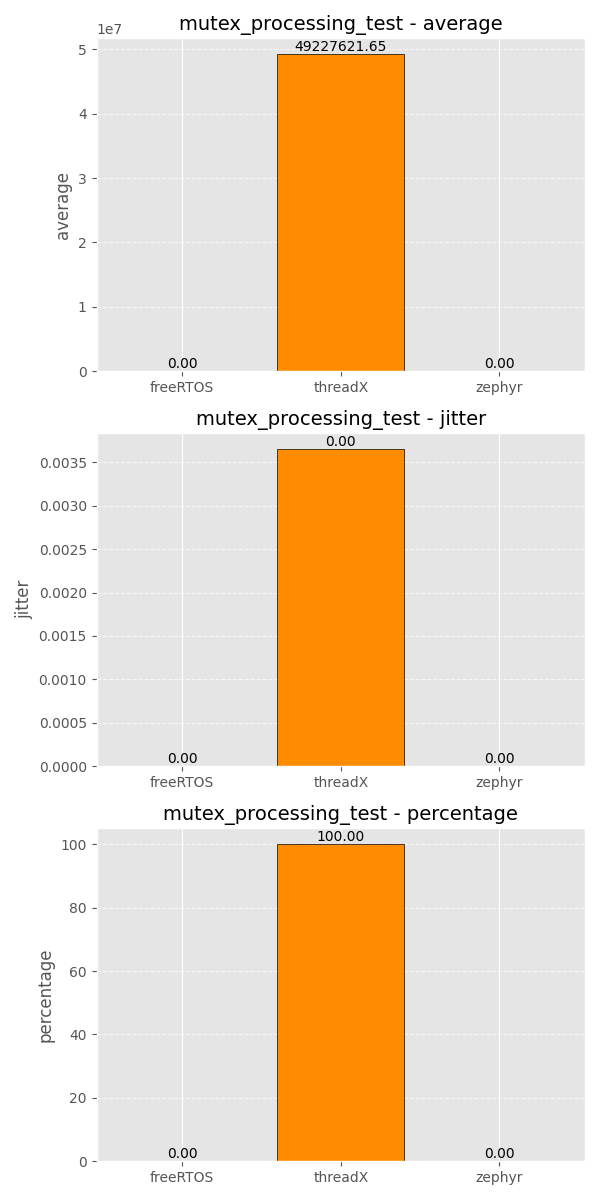 mutex_processing_test - average
1e7
49227621.65
5
4
3
2
1
0
average
0.00
0.00
freeRTOS threadX zephyr
mutex_processing_test - jitter
0.00
0.0035
0.0030
0.0025
0.0020
0.0015
0.0010
0.0005
0.0000
jitter
0.00
0.00
freeRTOS threadX zephyr
mutex_processing_test - percentage
100.00
100
80
60
40
20
0
percentage
0.00
0.00
freeRTOS threadX zephyr